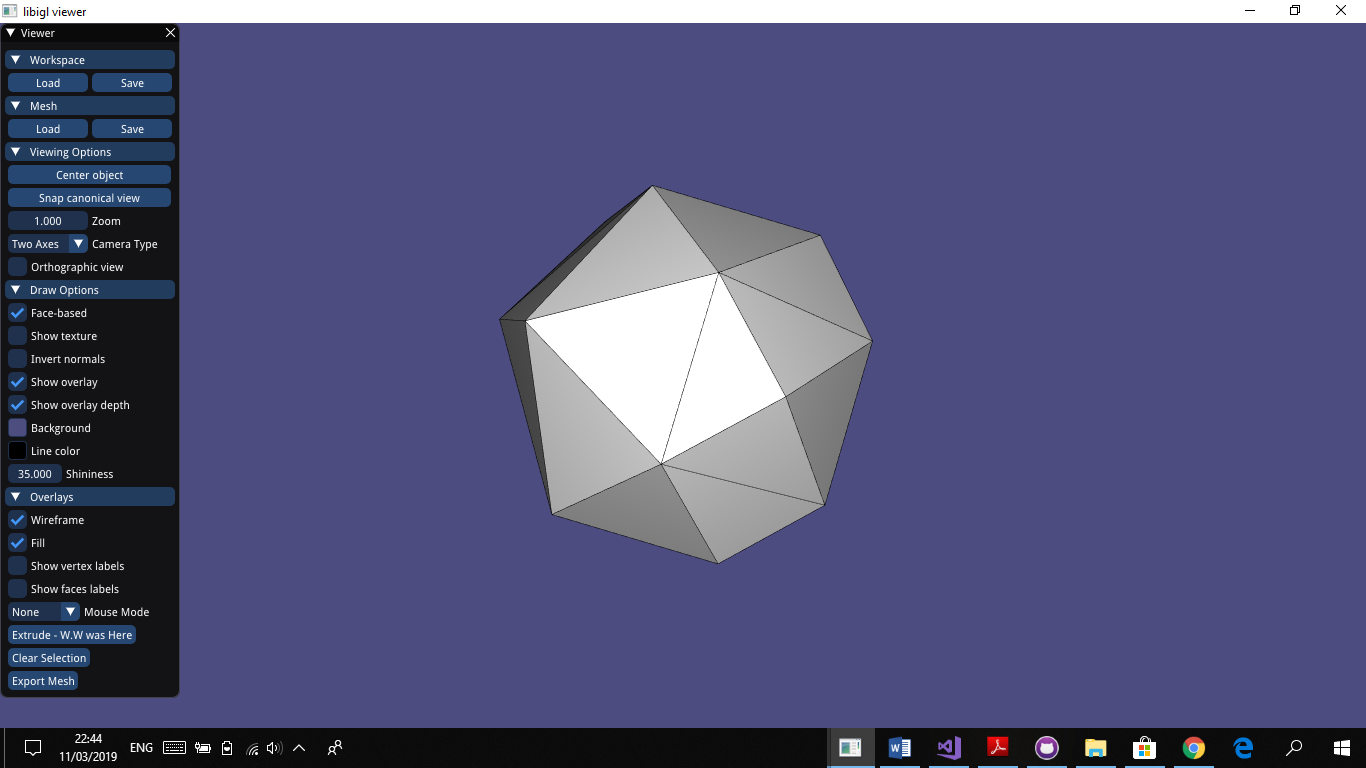 libigl viewer
Viewer
Workspace
Load Save
Mesh
Load Save
Viewing Options
Center object
Snap canonical view
1.000 Zoom
Two Axes Camera Type
Orthographic view
Draw Options
Face-based
Show texture
Invert normals
Show overlay
Show overlay depth
Background
Line color
35.000 Shininess
Overlays
Wireframe
Fill
Show vertex labels
Show faces labels
None Mouse Mode
Extrude - W.W was Here
Clear Selection
Export Mesh
22:44
11/03/2019
ENG